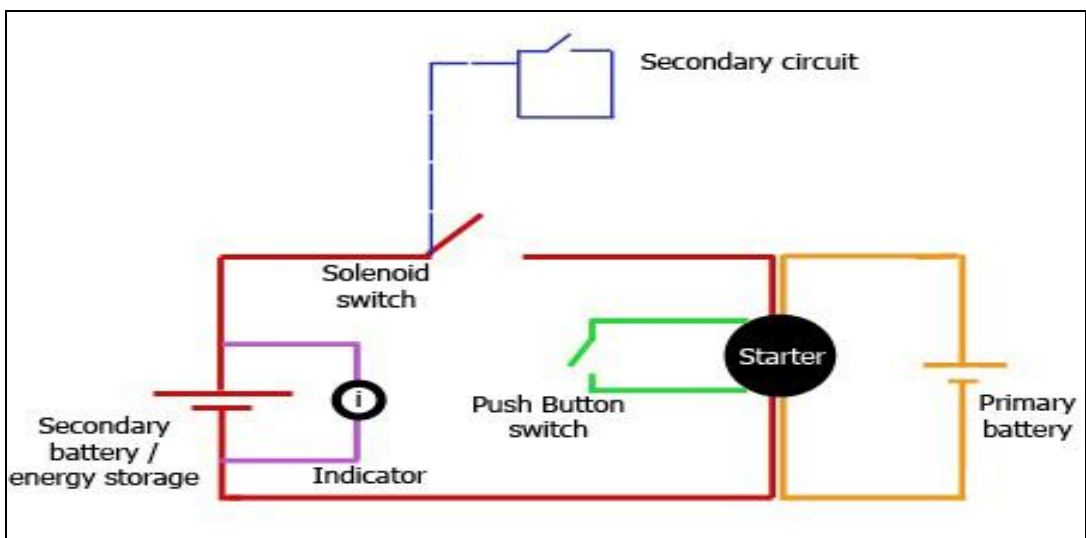 Secondary circuit
Solenoid
switch
Starter
i
Push Button
switch
Primary
battery
Secondary
battery /
energy storage
Indicator